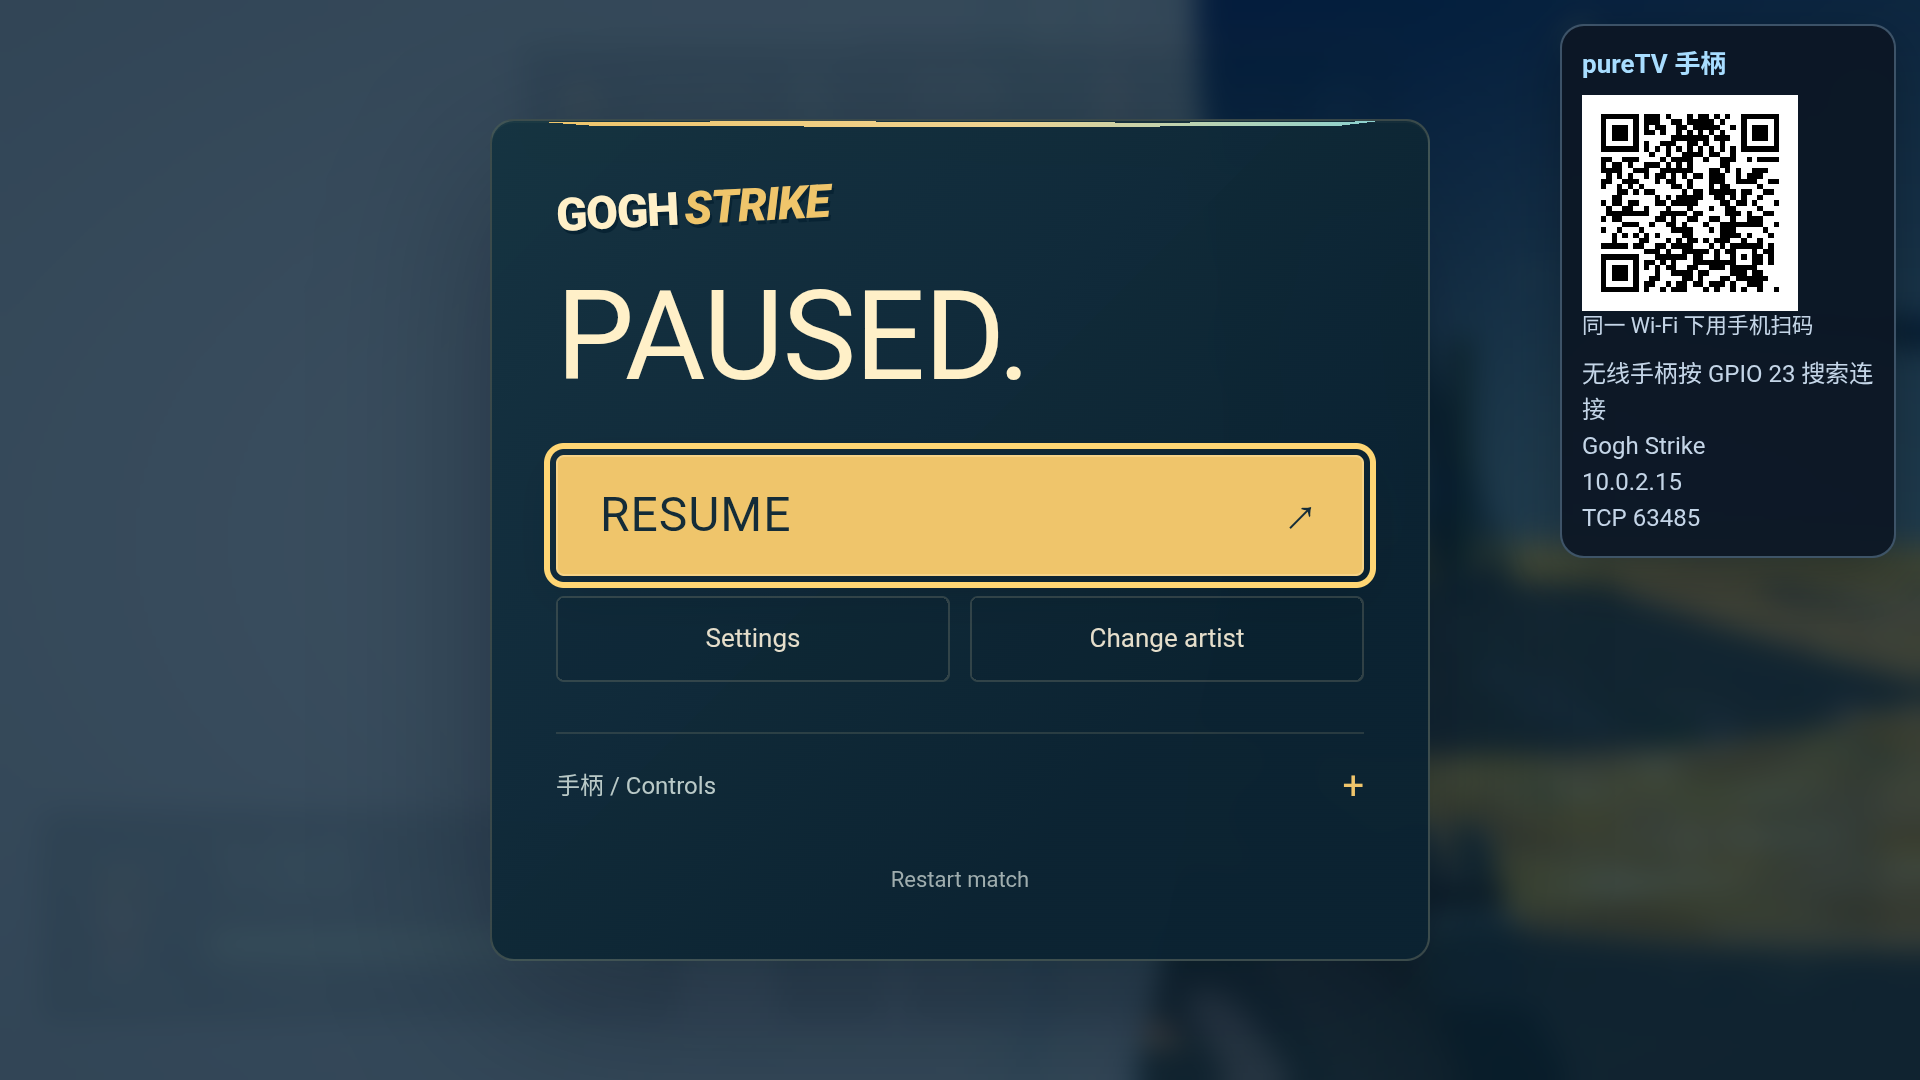 GOGH STRIKE
PAUSED.
RESUME ↗
Settings
Change artist
手柄 / Controls +
Restart match
pureTV 手柄
同一 Wi-Fi 下用手机扫码
无线手柄按 GPIO 23 搜索连
接
Gogh Strike
10.0.2.15
TCP 63485